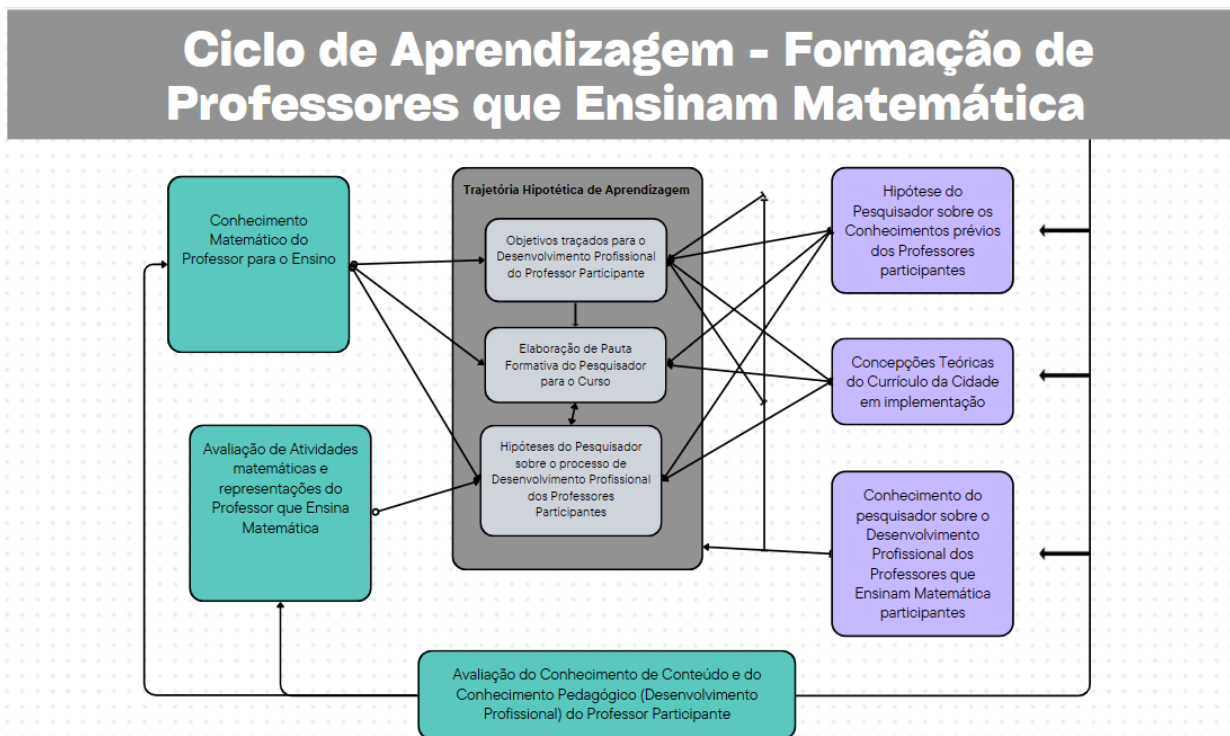 Ciclo de Aprendizagem - Formação de
Professores que Ensinam Matemática
Conhecimento
Matemático do
Professor para o Ensino
Avaliação de Atividades
matemáticas e
representações do
Professor que Ensina
Matemática
Trajetória Hipotética de Aprendizagem
Objetivos traçados para o
Desenvolvimento Profissional
do Professor Participante
Elaboração de Pauta
Formativa do Pesquisador
para o Curso
Hipóteses do Pesquisador
sobre o processo de
Desenvolvimento Profissional
dos Professores
Participantes
Hipótese do
Pesquisador sobre os
Conhecimentos prévios
dos Professores
participantes
Concepções Teóricas
do Currículo da Cidade
em implementação
Conhecimento do
pesquisador sobre o
Desenvolvimento
Profissional dos
Professores que
Ensinam Matemática
participantes
Avaliação do Conhecimento de Conteúdo e do
Conhecimento Pedagógico (Desenvolvimento
Profissional) do Professor Participante